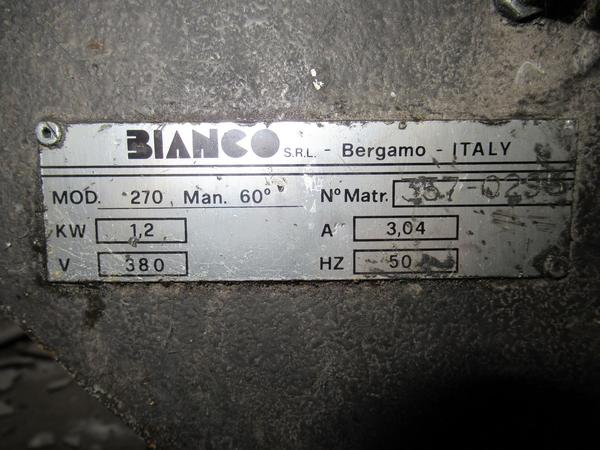 BIANCO S.R.L. - Bergamo - ITALY
MOD. 270 Man. 60° N° Matr.
KW 1,2 A 3,04
V 380 HZ 50